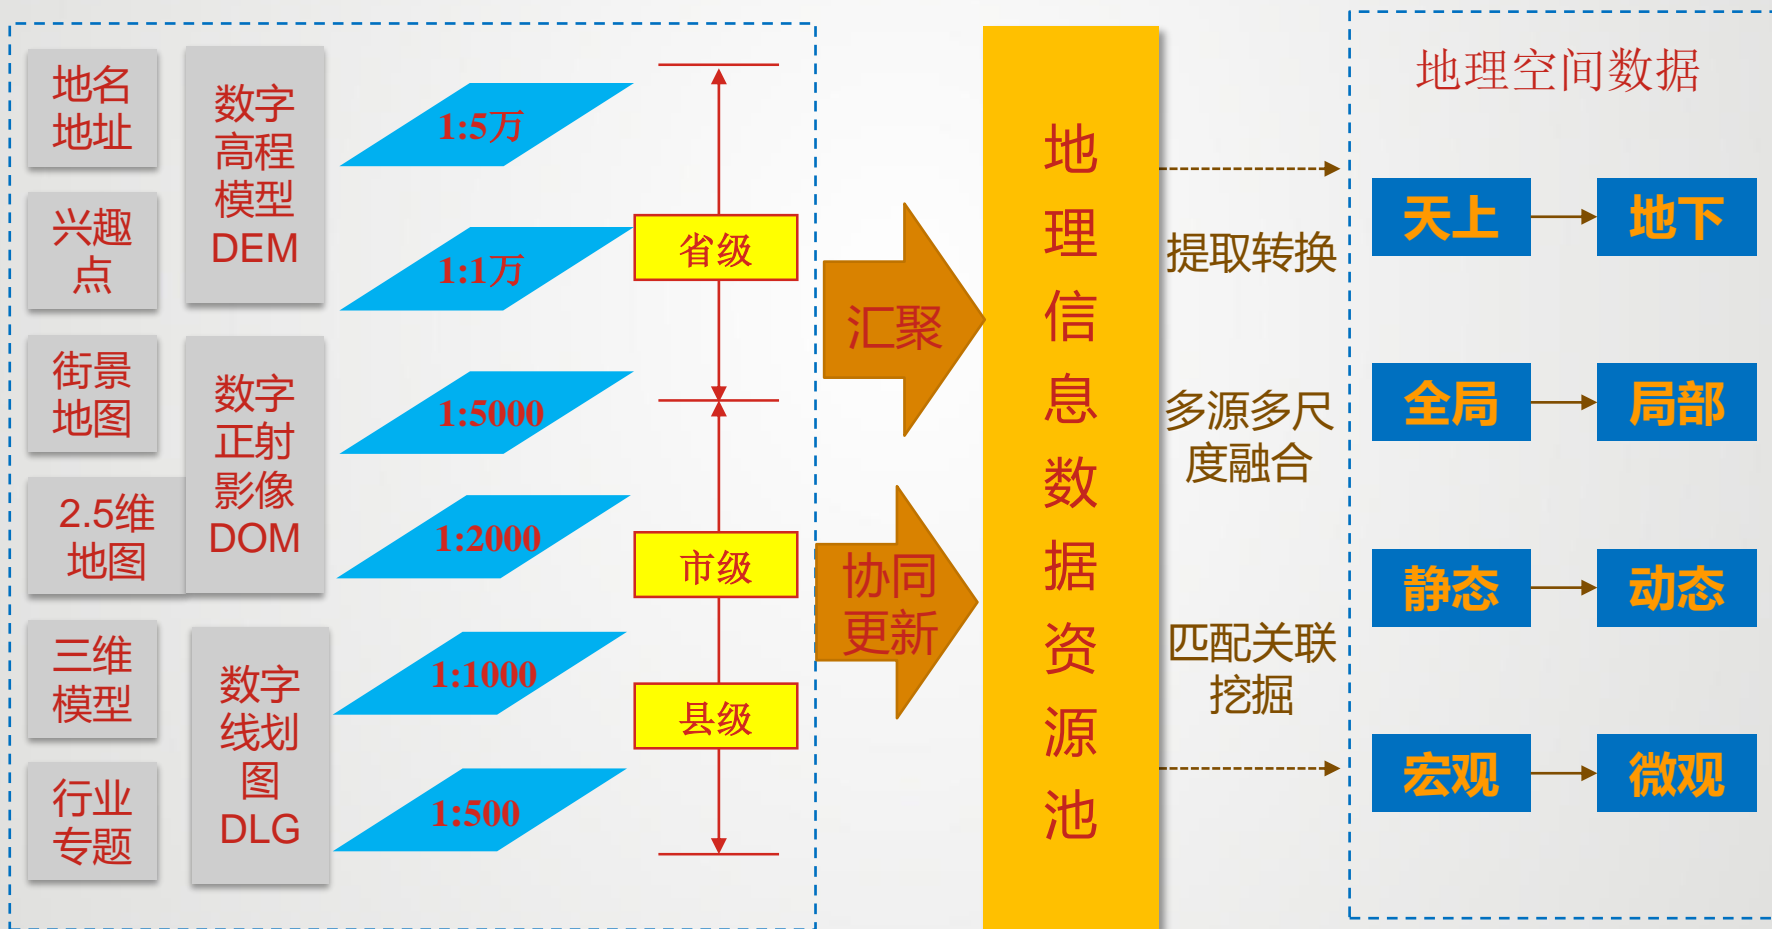 地名
地址
兴趣
点
街景
地图
2.5维
地图
三维
模型
行业
专题
数字
高程
模型
DEM
数字
正射
影像
DOM
数字
线划
图
DLG
1:5万
1:1万
1:5000
1:2000
1:1000
1:500
省级
市级
县级
汇聚
协同
更新
地
理
信
息
数
据
资
源
池
提取转换
多源多尺
度融合
匹配关联
挖掘
地理空间数据
天上
地下
全局
局部
静态
动态
宏观
微观